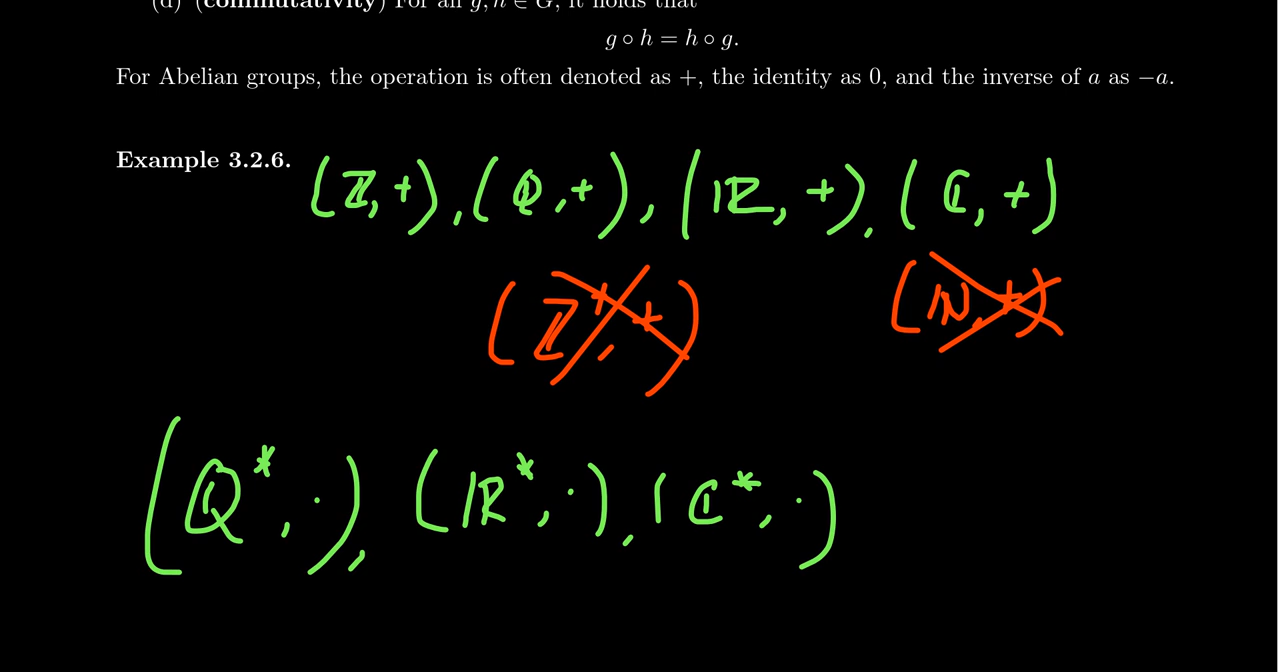 (d) (commutativity) For all g, h ∈ G, it holds that
g ∘ h = h ∘ g.
For Abelian groups, the operation is often denoted as +, the identity as 0, and the inverse of a as −a.
Example 3.2.6. (ℤ, +), (ℚ, +), (ℝ, +), (ℂ, +)
(ℤ⁺, +) (ℕ, +)
(ℚ*, ·), (ℝ*, ·), (ℂ*, ·)